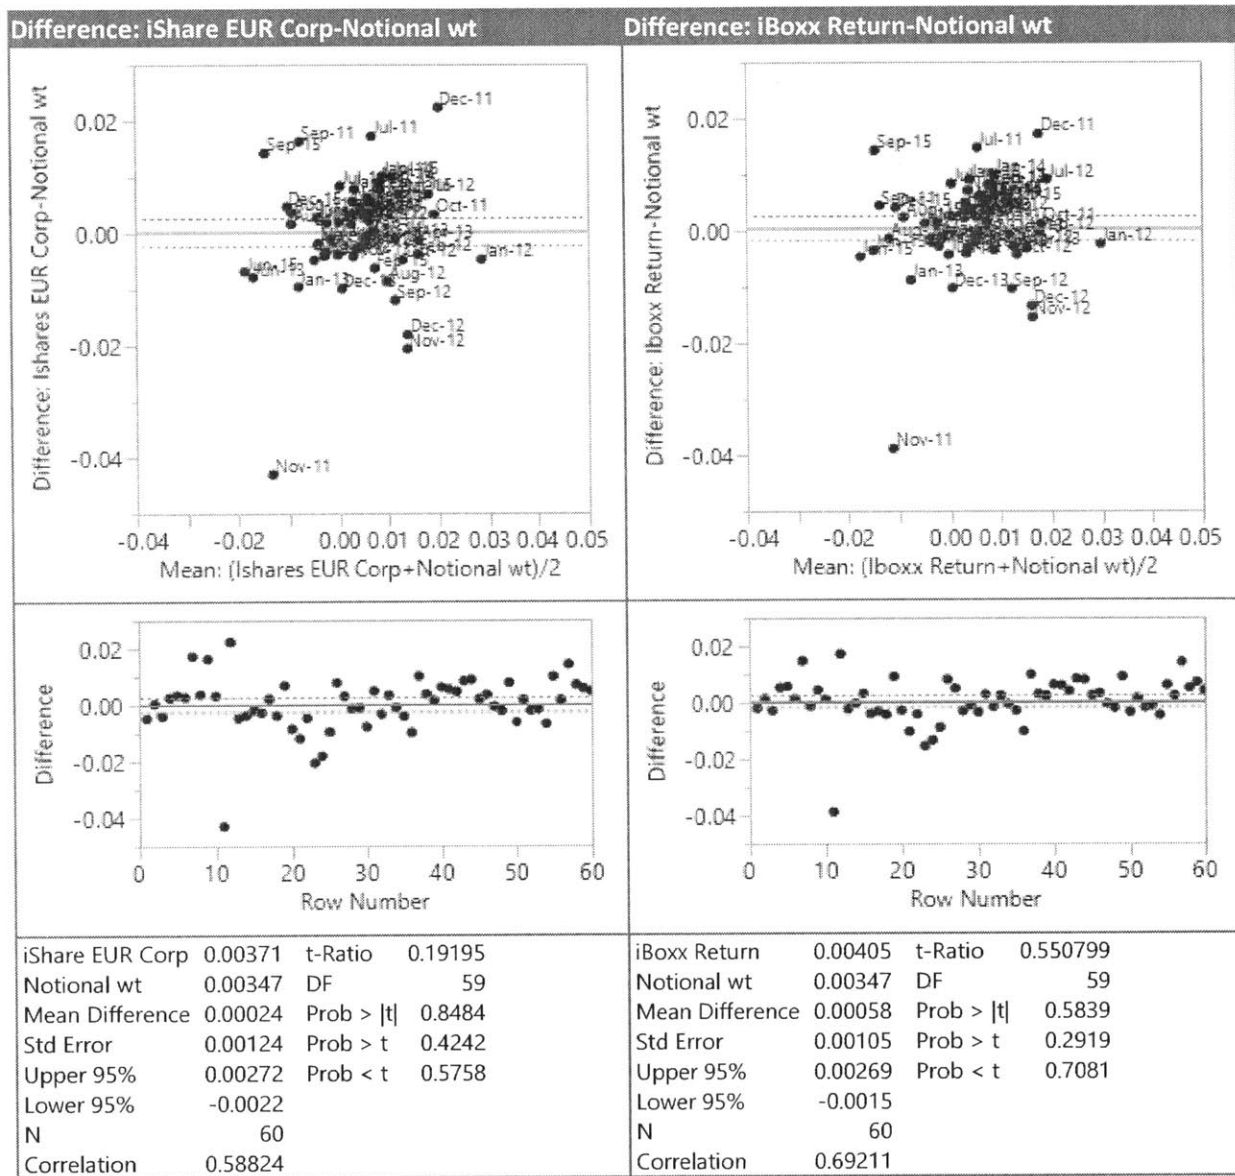 Difference: iShare EUR Corp-Notional wt
Difference: Ishares EUR Corp-Notional wt
0.02
0.00
-0.02
-0.04
Dec-11
Jul-11
Sep-11
Sep-15
Oct-11
Jan-12
Jan-13
Aug-12
Sep-12
Dec-12
Nov-12
Nov-11
-0.04 -0.02 0.00 0.01 0.02 0.03 0.04 0.05
Mean: (Ishares EUR Corp+Notional wt)/2
Difference
0.02
0.00
-0.02
-0.04
0 10 20 30 40 50 60
Row Number
iShare EUR Corp 0.00371 t-Ratio 0.19195
Notional wt 0.00347 DF 59
Mean Difference 0.00024 Prob > |t| 0.8484
Std Error 0.00124 Prob > t 0.4242
Upper 95% 0.00272 Prob < t 0.5758
Lower 95% -0.0022
N 60
Correlation 0.58824
Difference: iBoxx Return-Notional wt
Difference: Iboxx Return-Notional wt
0.02
0.00
-0.02
-0.04
Dec-11
Jul-11
Sep-15
Jan-14
Jul-12
Oct-11
Jan-12
Jan-13
Dec-13
Sep-12
Dec-12
Nov-12
Nov-11
-0.04 -0.02 0.00 0.01 0.02 0.03 0.04 0.05
Mean: (Iboxx Return+Notional wt)/2
Difference
0.02
0.00
-0.02
-0.04
0 10 20 30 40 50 60
Row Number
iBoxx Return 0.00405 t-Ratio 0.550799
Notional wt 0.00347 DF 59
Mean Difference 0.00058 Prob > |t| 0.5839
Std Error 0.00105 Prob > t 0.2919
Upper 95% 0.00269 Prob < t 0.7081
Lower 95% -0.0015
N 60
Correlation 0.69211